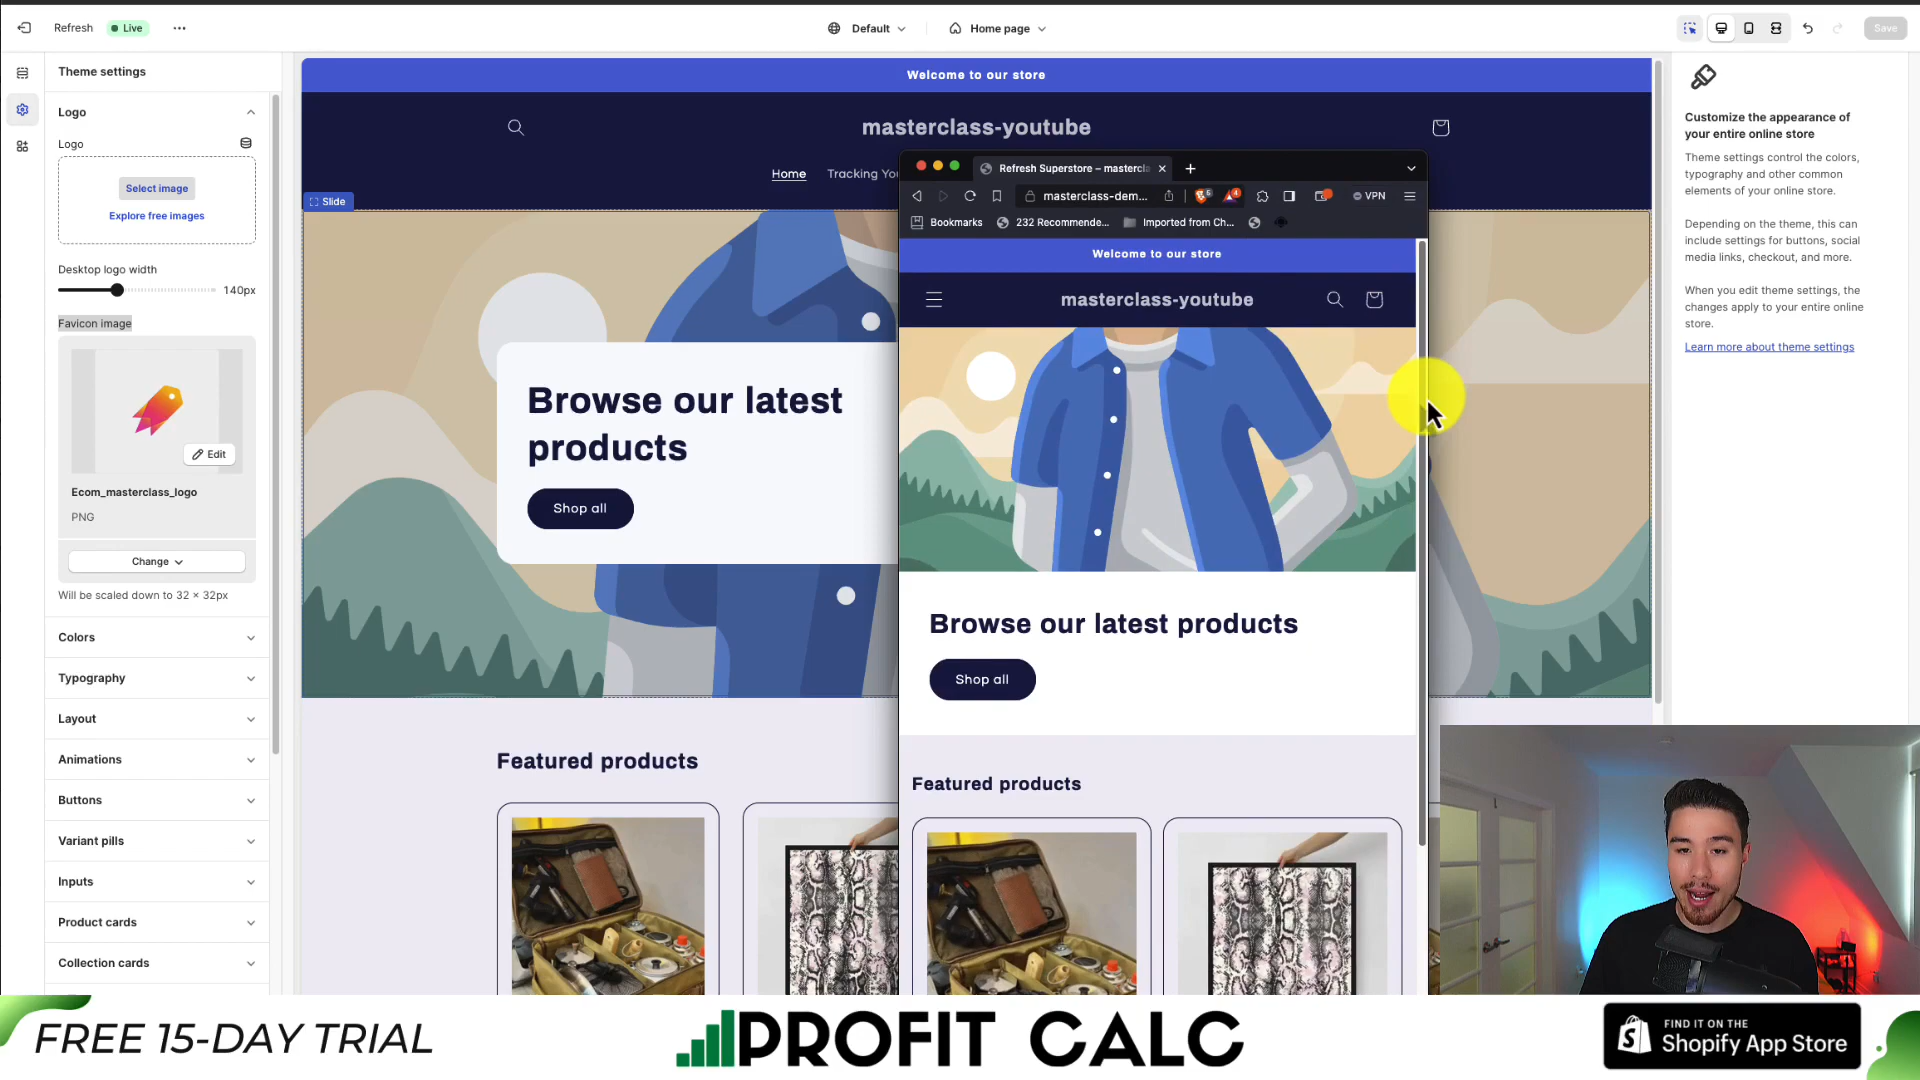 Refresh
Live
Default
Home page
Save
Theme settings
Logo
Logo
Select image
Explore free images
Desktop logo width
140px
Favicon image
Edit
Ecom_masterclass_logo
PNG
Change
Will be scaled down to 32 × 32px
Colors
Typography
Layout
Animations
Buttons
Variant pills
Inputs
Product cards
Collection cards
Welcome to our store
masterclass-youtube
Home
Tracking You
Slide
Browse our latest
products
Shop all
Featured products
Refresh Superstore – mastercla
masterclass-dem...
5
4
VPN
Bookmarks
232 Recommende...
Imported from Ch...
Welcome to our store
masterclass-youtube
Browse our latest products
Shop all
Featured products
Customize the appearance of
your entire online store
Theme settings control the colors,
typography and other common
elements of your online store.
Depending on the theme, this can
include settings for buttons, social
media links, checkout, and more.
When you edit theme settings, the
changes apply to your entire online
store.
Learn more about theme settings
FREE 15-DAY TRIAL
PROFIT CALC
FIND IT ON THE
Shopify App Store